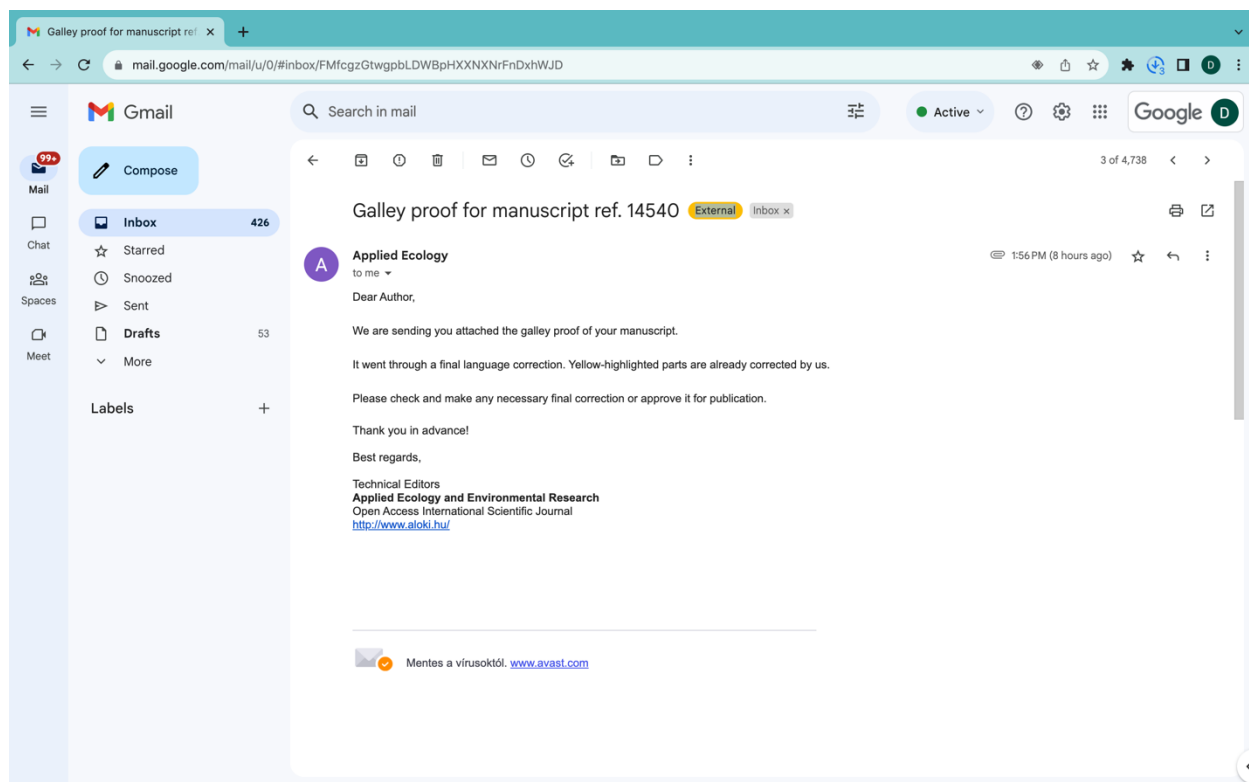 Galley proof for manuscript ref
mail.google.com/mail/u/0/#inbox/FMfcgzGtwgpbLDWBpHXXNXNrFnDxhWJD
3
D
Gmail
Search in mail
Active
Google
D
99+
Mail
Compose
3 of 4,738
Chat
Spaces
Meet
Inbox 426
Starred
Snoozed
Sent
Drafts 53
More
Labels
Galley proof for manuscript ref. 14540 External Inbox x
A
Applied Ecology 1:56 PM (8 hours ago)
to me
Dear Author,
We are sending you attached the galley proof of your manuscript.
It went through a final language correction. Yellow-highlighted parts are already corrected by us.
Please check and make any necessary final correction or approve it for publication.
Thank you in advance!
Best regards,
Technical Editors
Applied Ecology and Environmental Research
Open Access International Scientific Journal
http://www.aloki.hu/
Mentes a vírusoktól. www.avast.com